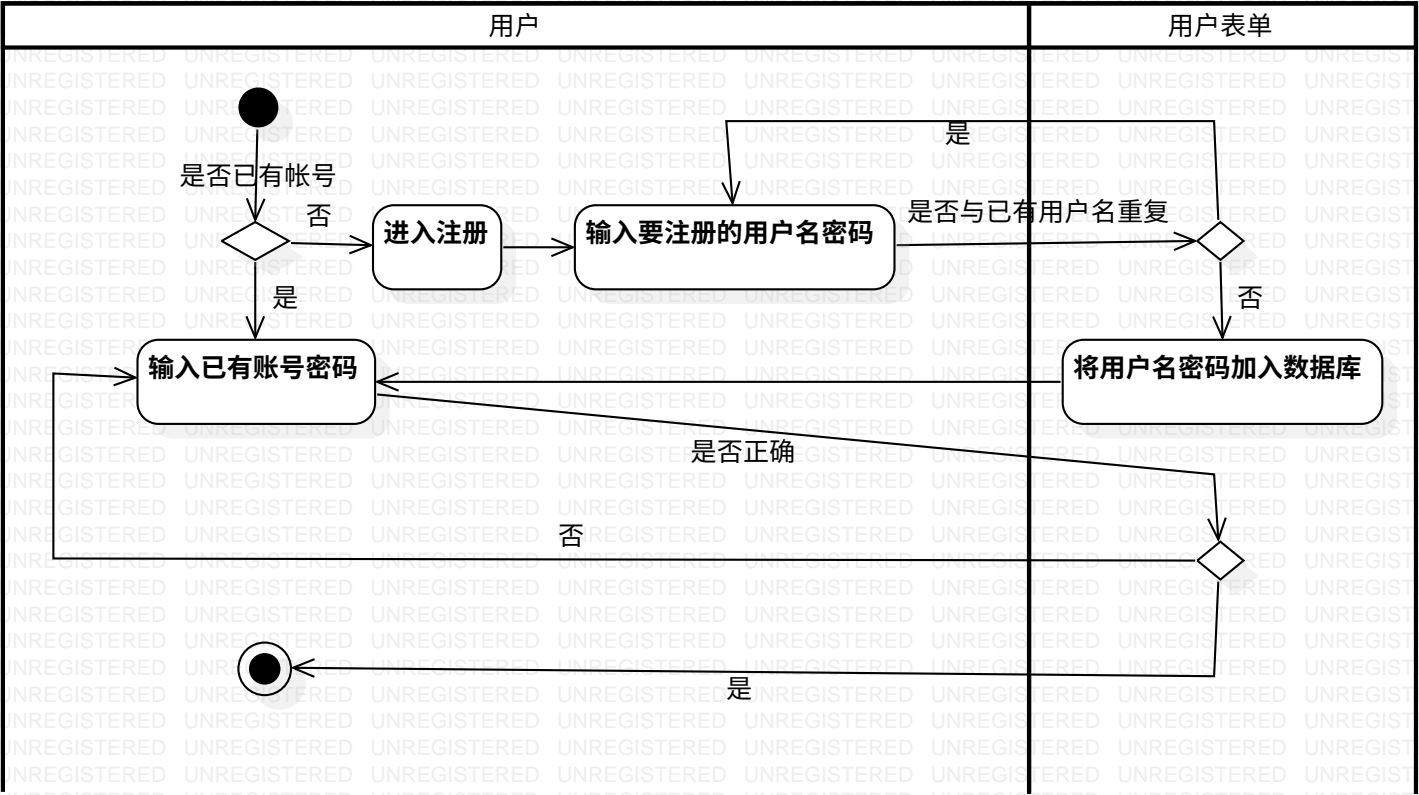 用户
用户表单
是
是否已有帐号
否
进入注册
输入要注册的用户名密码
是否与已有用户名重复
是
否
输入已有账号密码
将用户名密码加入数据库
是否正确
否
是
UNREGISTERED